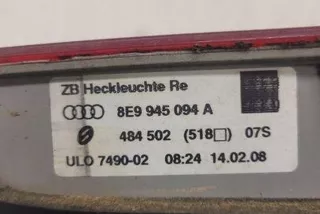 ZB Heckleuchte Re
8E9 945 094 A
484 502 (518□) 07S
ULO 7490-02 08:24 14.02.08